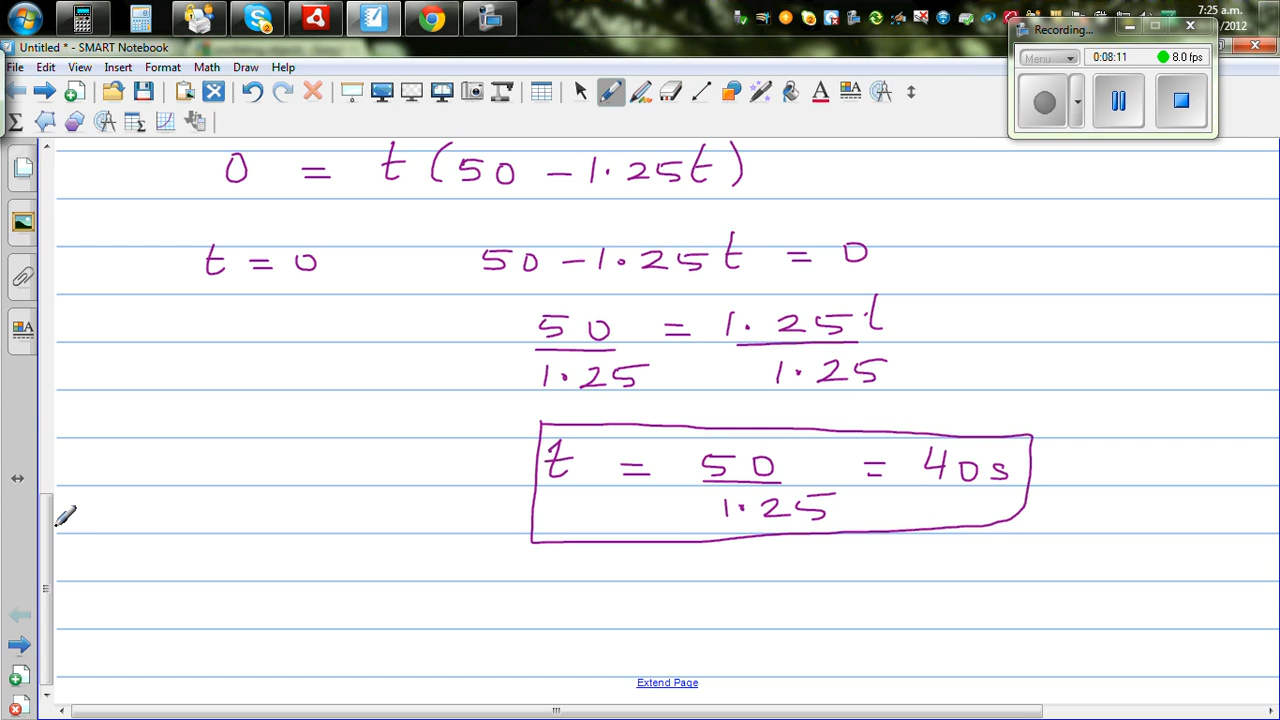 7:25 a.m.
/2012
Untitled * - SMART Notebook
Recording...
File Edit View Insert Format Math Draw Help
Menu 0:08:11 8.0 fps
0 = t(50 - 1.25t)
t = 0 50 - 1.25t = 0
50 = 1.25t
1.25 1.25
t = 50 = 40s
1.25
Extend Page